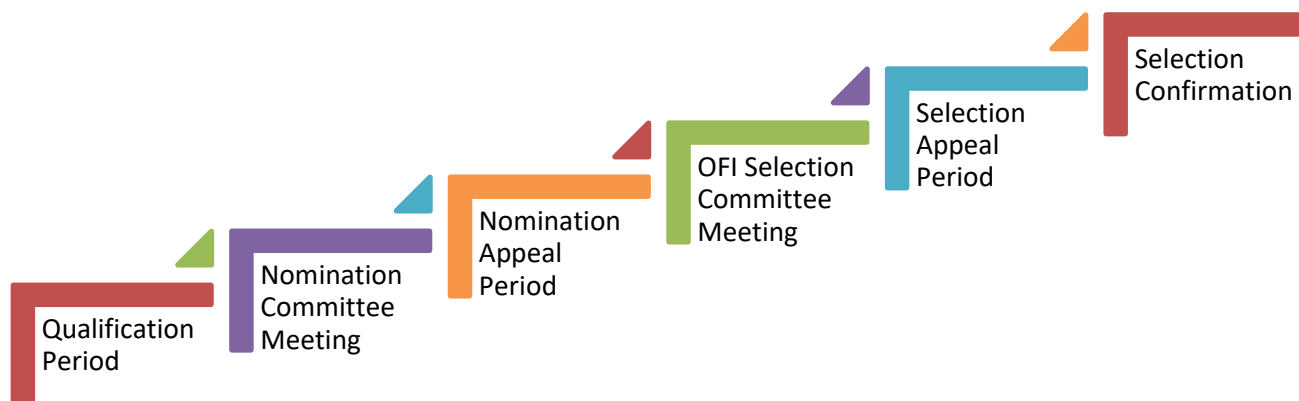 Qualification
Period
Nomination
Committee
Meeting
Nomination
Appeal
Period
OFI Selection
Committee
Meeting
Selection
Appeal
Period
Selection
Confirmation